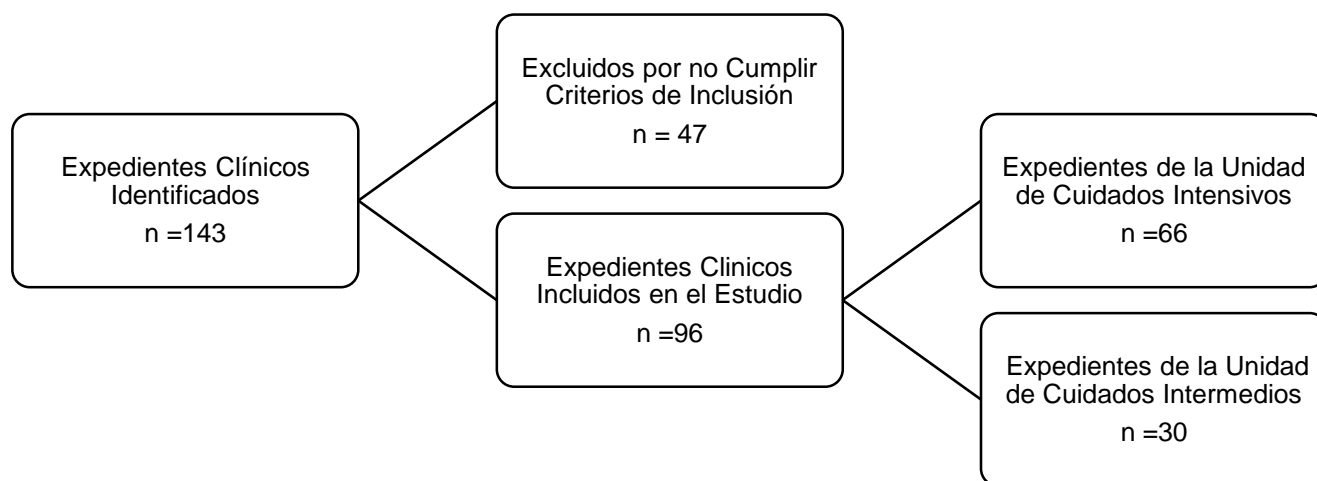 Expedientes Clínicos
Identificados
n =143
Excluidos por no Cumplir
Criterios de Inclusión
n = 47
Expedientes Clinicos
Incluidos en el Estudio
n =96
Expedientes de la Unidad
de Cuidados Intensivos
n =66
Expedientes de la Unidad
de Cuidados Intermedios
n =30